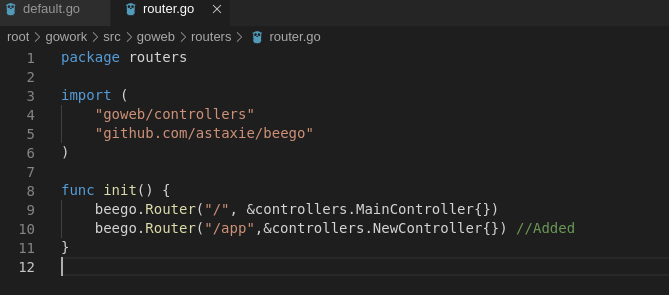 default.go router.go
root > gowork > src > goweb > routers > router.go
1 package routers
2
3 import (
4     "goweb/controllers"
5     "github.com/astaxie/beego"
6 )
7
8 func init() {
9     beego.Router("/", &controllers.MainController{})
10     beego.Router("/app",&controllers.NewController{}) //Added
11 }
12